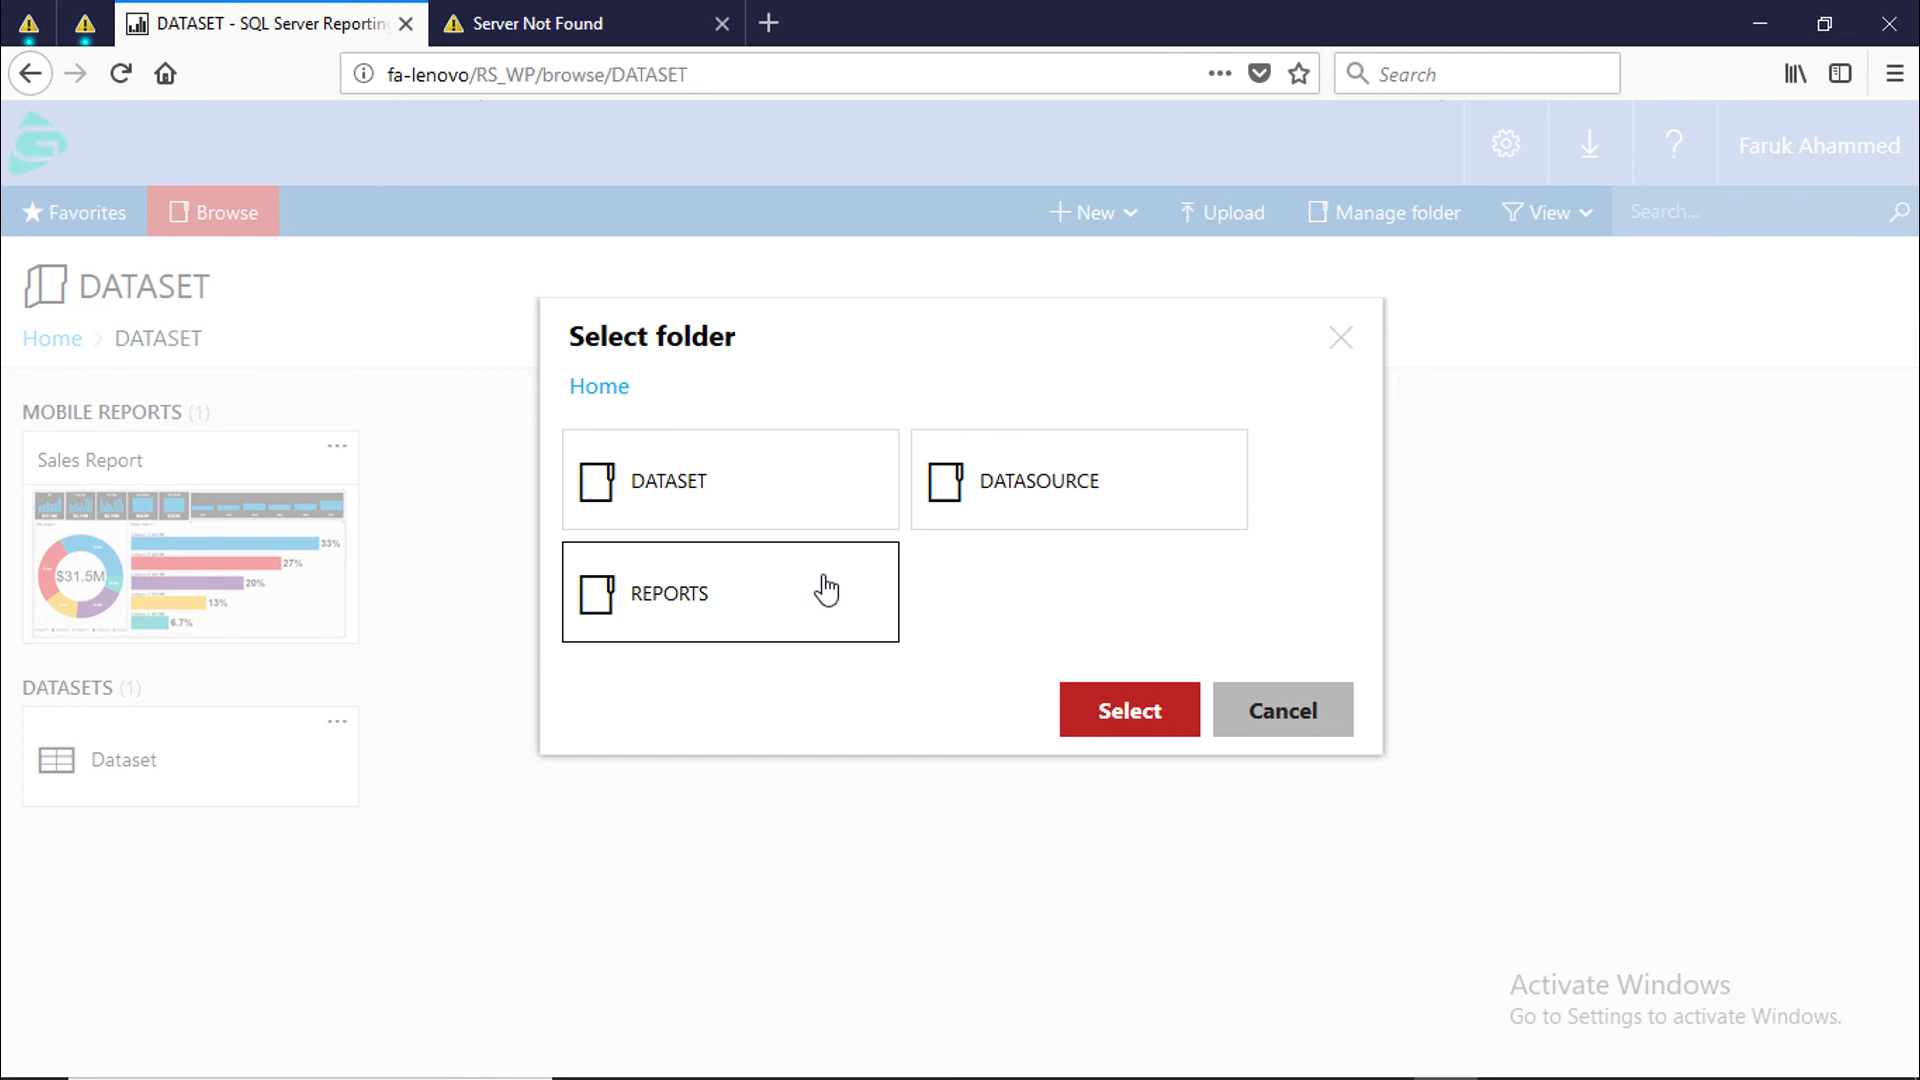 DATASET - SQL Server Reportin
Server Not Found
fa-lenovo/RS_WP/browse/DATASET
Search
Faruk Ahammed
Favorites
Browse
New
Upload
Manage folder
View
Search...
DATASET
Home > DATASET
Select folder
Home
MOBILE REPORTS (1)
Sales Report
DATASET
DATASOURCE
REPORTS
$31.5M
33%
27%
20%
13%
6.7%
Select
Cancel
DATASETS (1)
Dataset
Activate Windows
Go to Settings to activate Windows.